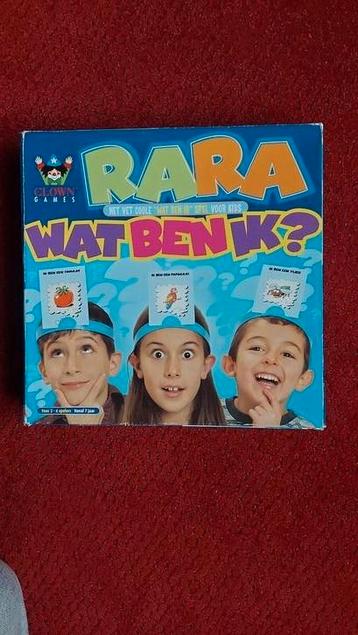 CLOWN
GAMES
RARA
HET VET COOLE "WAT BEN IK" SPEL VOOR KIDS
WAT BEN IK?
IK BEN EEN TOMAAT
IK BEN EEN PAPEGAAI
IK BEN EEN VLIEG
Voor 2 - 6 spelers Vanaf 7 jaar